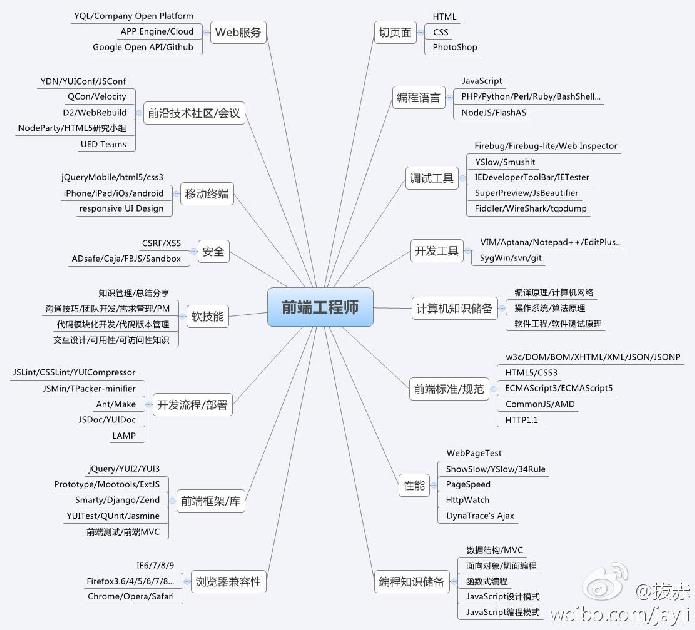 前端工程师
Web服务
YQL/Company Open Platform
APP Engine/Cloud
Google Open API/Github
前沿技术社区/会议
YDN/YUIConf/JSConf
QCon/Velocity
D2/WebRebuild
NodeParty/HTML5研究小组
UED Teams
移动终端
jQueryMobile/html5/css3
iPhone/iPad/iOs/android
responsive UI Design
安全
CSRF/XSS
ADsafe/Caja/FBJS/Sandbox
软技能
知识管理/总结分享
沟通技巧/团队开发/需求管理/PM
代码模块化开发/代码版本管理
交互设计/可用性/可访问性知识
开发流程/部署
JSLint/CSSLint/YUICompressor
JSMin/TPacker-minifier
Ant/Make
JSDoc/YUIDoc
LAMP
前端框架/库
jQuery/YUI2/YUI3
Prototype/Mootools/ExtJS
Smarty/Django/Zend
YUITest/QUnit/Jasmine
前端测试/前端MVC
浏览器兼容性
IE6/7/8/9
Firefox3.6/4/5/6/7/8...
Chrome/Opera/Safari
切页面
HTML
CSS
PhotoShop
编程语言
JavaScript
PHP/Python/Perl/Ruby/BashShell...
NodeJS/FlashAS
调试工具
Firebug/Firebug-lite/Web Inspector
YSlow/Smushit
IEDeveloperToolBar/IETester
SuperPreview/JsBeautifier
Fiddler/WireShark/tcpdump
开发工具
VIM/Aptana/Notepad++/EditPlus..
SygWin/svn/git
计算机知识储备
编译原理/计算机网络
操作系统/算法原理
软件工程/软件测试原理
前端标准/规范
w3c/DOM/BOM/XHTML/XML/JSON/JSONP
HTML5/CSS3
ECMAScript3/ECMAScript5
CommonJS/AMD
HTTP1.1
性能
WebPageTest
ShowSlow/YSlow/34Rule
PageSpeed
HttpWatch
DynaTrace's Ajax
编程知识储备
数据结构/MVC
面向对象/切面编程
函数式编程
JavaScript设计模式
JavaScript编程模式
@拔赤
weibo.com/jayli